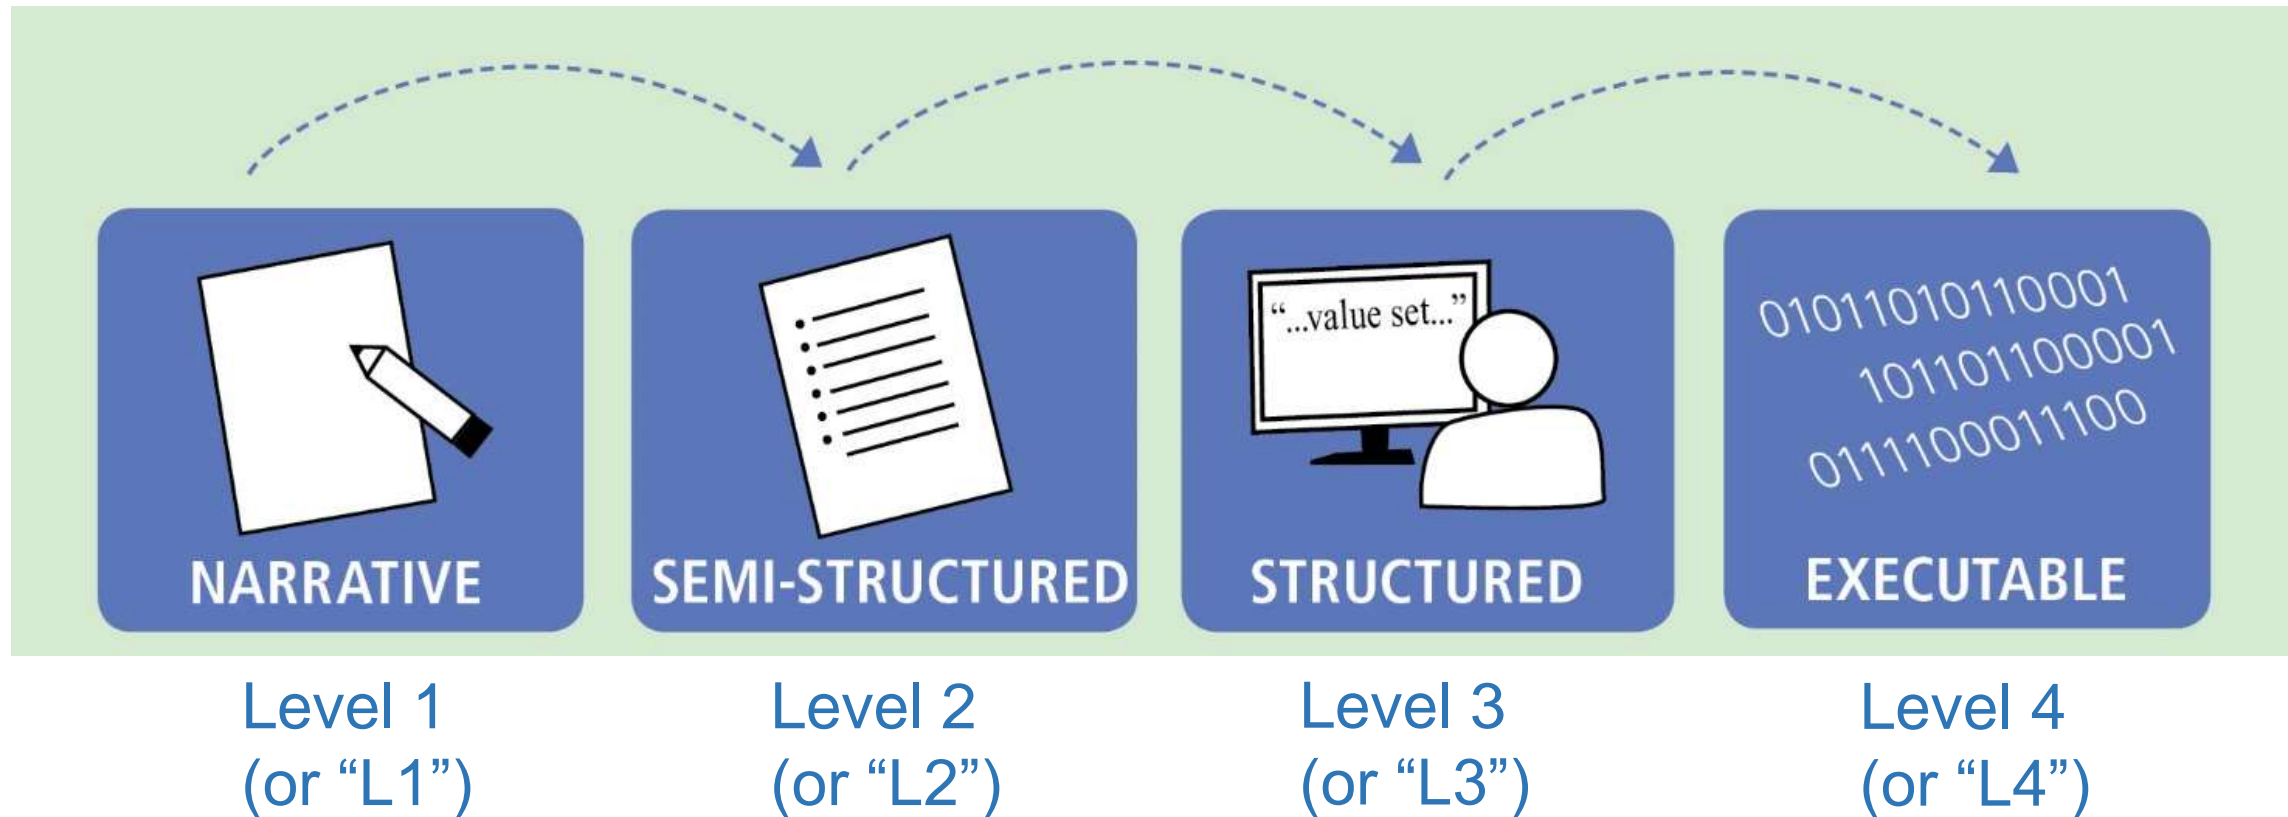 “...value set...”
01011010110001
101101100001
0111100011100
NARRATIVE
SEMI-STRUCTURED
STRUCTURED
EXECUTABLE
Level 1
(or “L1”)
Level 2
(or “L2”)
Level 3
(or “L3”)
Level 4
(or “L4”)